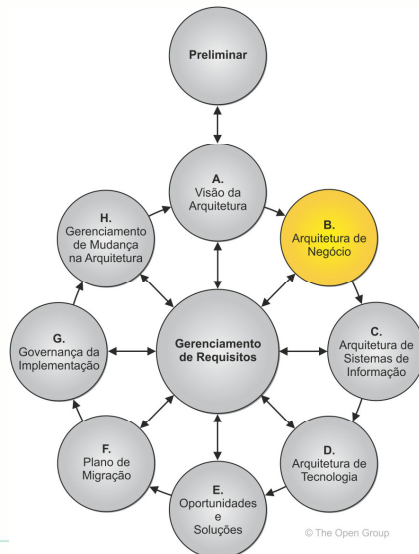 Preliminar
A.
Visão da
Arquitetura
B.
Arquitetura de
Negócio
C.
Arquitetura de
Sistemas de
Informação
D.
Arquitetura de
Tecnologia
E.
Oportunidades
e
Soluções
F.
Plano de
Migração
G.
Governança da
Implementação
H.
Gerenciamento
de Mudança
na Arquitetura
Gerenciamento
de Requisitos
© The Open Group